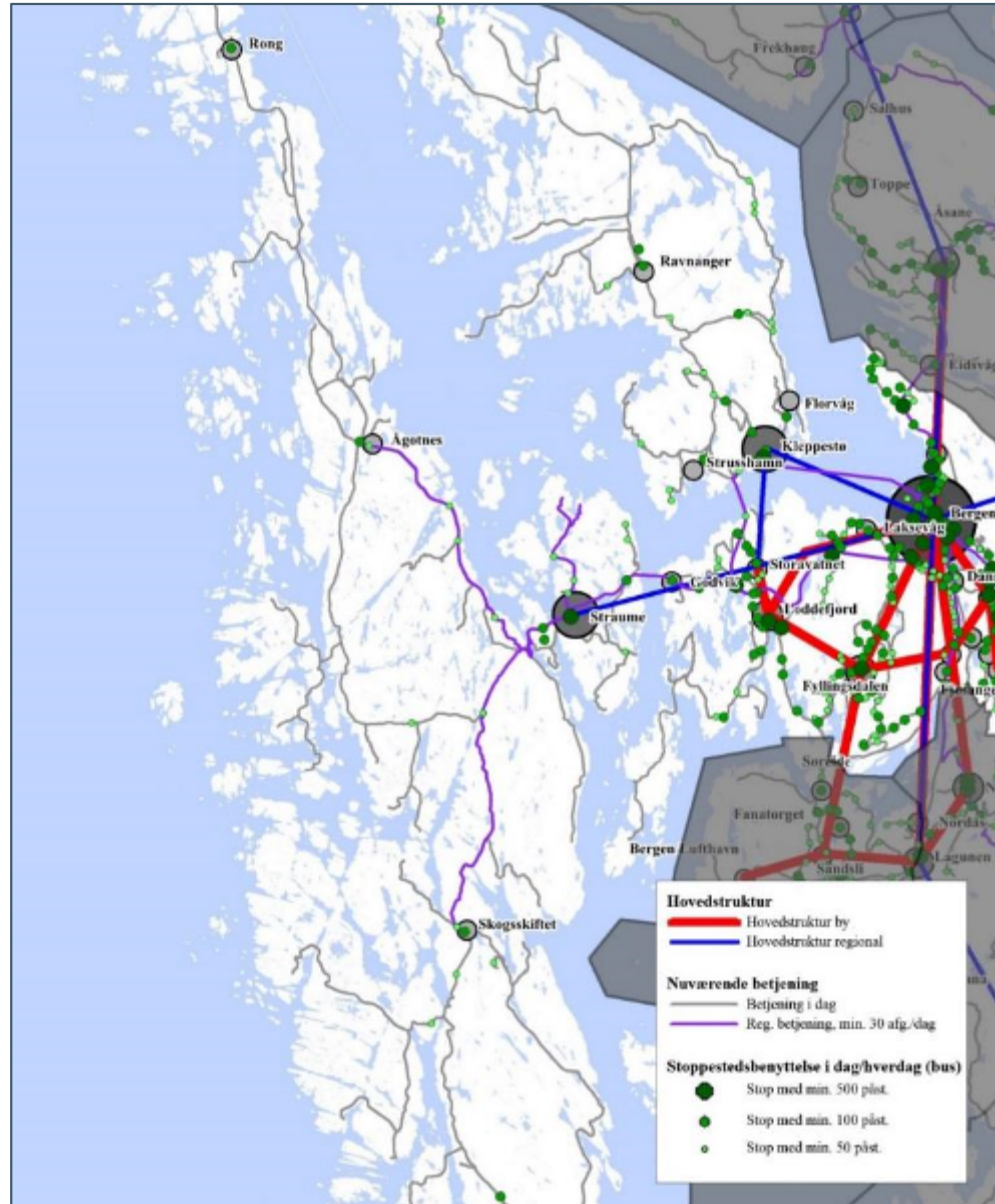 Rong
Frekhaug
Salhus
Toppe
Åsane
Ravnanger
Eidsvåg
Florvåg
Ågotnes
Kleppestø
Strusshamn
Bergen
Laksevåg
Storavatnet
Godvik
Straume
Loddefjord
Fyllingsdalen
Fanatorget
Nordås
Bergen Lufthavn
Sandsli
Lagunen
Skogsskiftet
Hovedstruktur
Hovedstruktur by
Hovedstruktur regional
Nuværende betjening
Betjening i dag
Reg. betjening, min. 30 afg./dag
Stoppestedsbenyttelse i dag/hverdag (bus)
Stop med min. 500 påst.
Stop med min. 100 påst.
Stop med min. 50 påst.